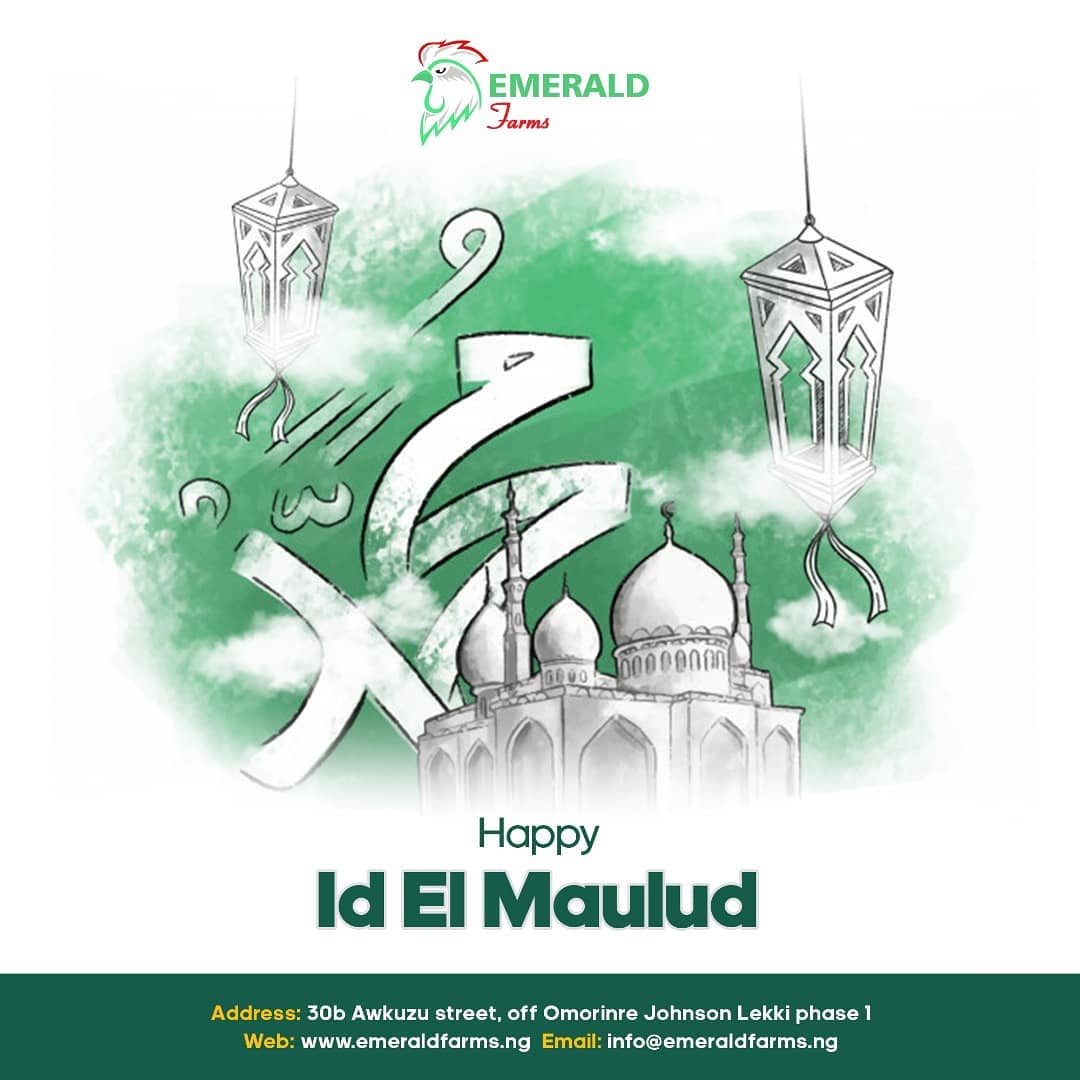 EMERALD
Farms
محمد
Happy
Id El Maulud
Address: 30b Awkuzu street, off Omorinre Johnson Lekki phase 1
Web: www.emeraldfarms.ng Email: info@emeraldfarms.ng